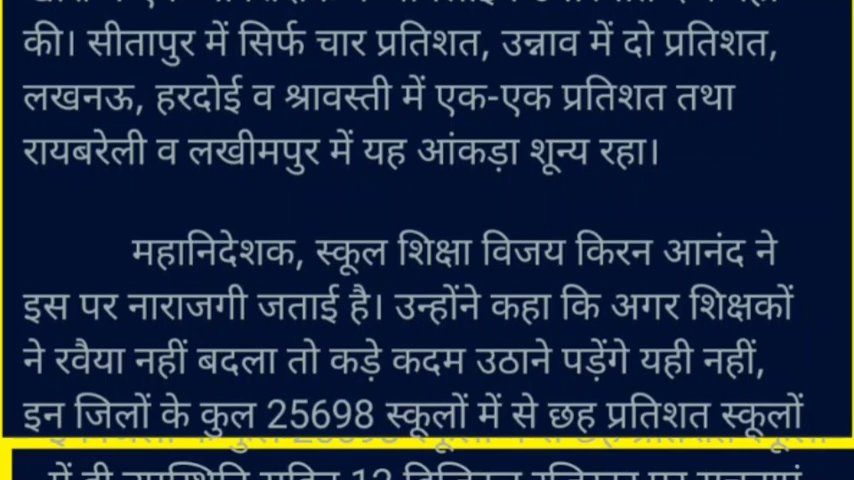 की। सीतापुर में सिर्फ चार प्रतिशत, उन्नाव में दो प्रतिशत,
लखनऊ, हरदोई व श्रावस्ती में एक-एक प्रतिशत तथा
रायबरेली व लखीमपुर में यह आंकड़ा शून्य रहा।
महानिदेशक, स्कूल शिक्षा विजय किरन आनंद ने
इस पर नाराजगी जताई है। उन्होंने कहा कि अगर शिक्षकों
ने रवैया नहीं बदला तो कड़े कदम उठाने पड़ेंगे यही नहीं,
इन जिलों के कुल 25698 स्कूलों में से छह प्रतिशत स्कूलों